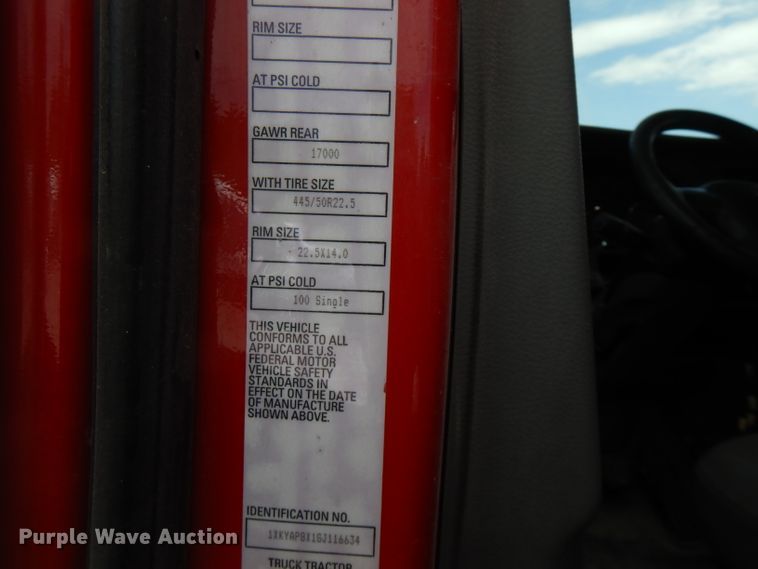 RIM SIZE
AT PSI COLD
GAWR REAR
17000
WITH TIRE SIZE
445/50R22.5
RIM SIZE
22.5X14.0
AT PSI COLD
100 Single
THIS VEHICLE
CONFORMS TO ALL
APPLICABLE U.S.
FEDERAL MOTOR
VEHICLE SAFETY
STANDARDS IN
EFFECT ON THE DATE
OF MANUFACTURE
SHOWN ABOVE.
IDENTIFICATION NO.
1XKYAP8X1GJ116634
TRUCK TRACTOR
Purple Wave Auction